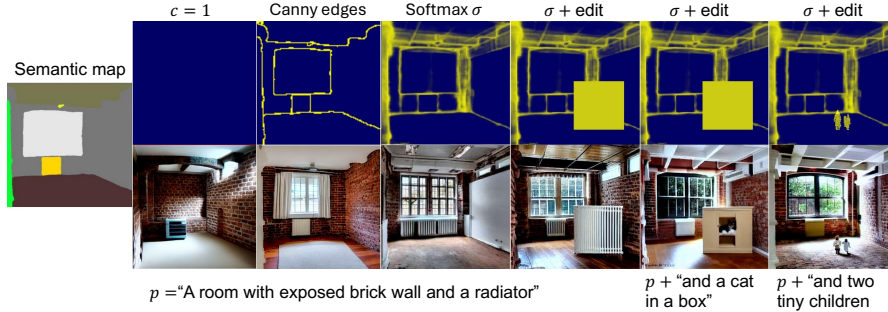 c = 1
Canny edges
Softmax σ
σ + edit
σ + edit
σ + edit
Semantic map
p ="A room with exposed brick wall and a radiator"
p + "and a cat
in a box"
p + "and two
tiny children